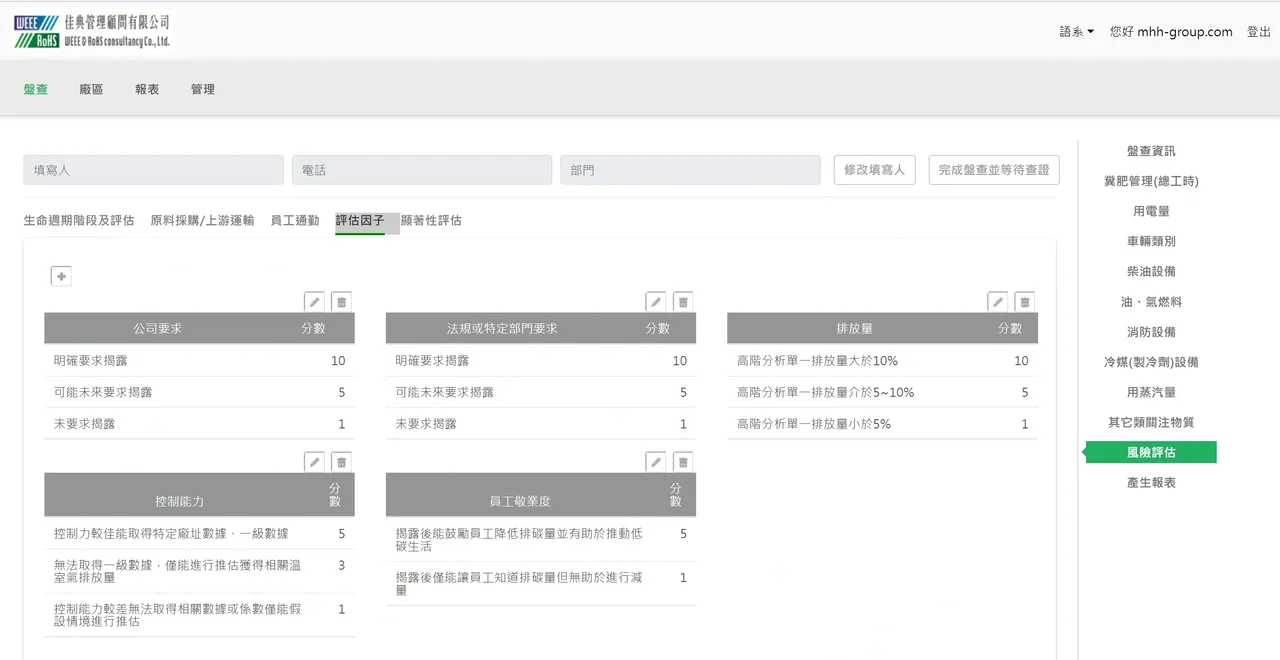 WEEE 佳典管理顧問有限公司
RoHS WEEE & RoHS consultancy Co., Ltd.
語系 您好 mhh-group.com 登出
盤查 廠區 報表 管理
填寫人 電話 部門 修改填寫人 完成盤查並等待查證
生命週期階段及評估 原料採購/上游運輸 員工通勤 評估因子 顯著性評估
公司要求 分數
明確要求揭露 10
可能未來要求揭露 5
未要求揭露 1
法規或特定部門要求 分數
明確要求揭露 10
可能未來要求揭露 5
未要求揭露 1
排放量 分數
高階分析單一排放量大於10% 10
高階分析單一排放量介於5~10% 5
高階分析單一排放量小於5% 1
控制能力 分數
控制力較佳能取得特定廠址數據，一級數據 5
無法取得一級數據，僅能進行推估獲得相關溫 3
室氣排放量
控制能力較差無法取得相關數據或係數僅能假 1
設情境進行推估
員工敬業度 分數
揭露後能鼓勵員工降低排碳量並有助於推動低 5
碳生活
揭露後僅能讓員工知道排碳量但無助於進行減 1
量
盤查資訊
糞肥管理(總工時)
用電量
車輛類別
柴油設備
油、氣燃料
消防設備
冷媒(製冷劑)設備
用蒸汽量
其它類關注物質
風險評估
產生報表